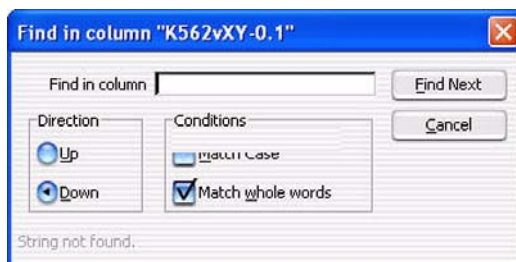 Find in column "K562vXY-0.1"
Find in column
Find Next
Direction
Conditions
Cancel
Up
Match Case
Down
Match whole words
String not found.